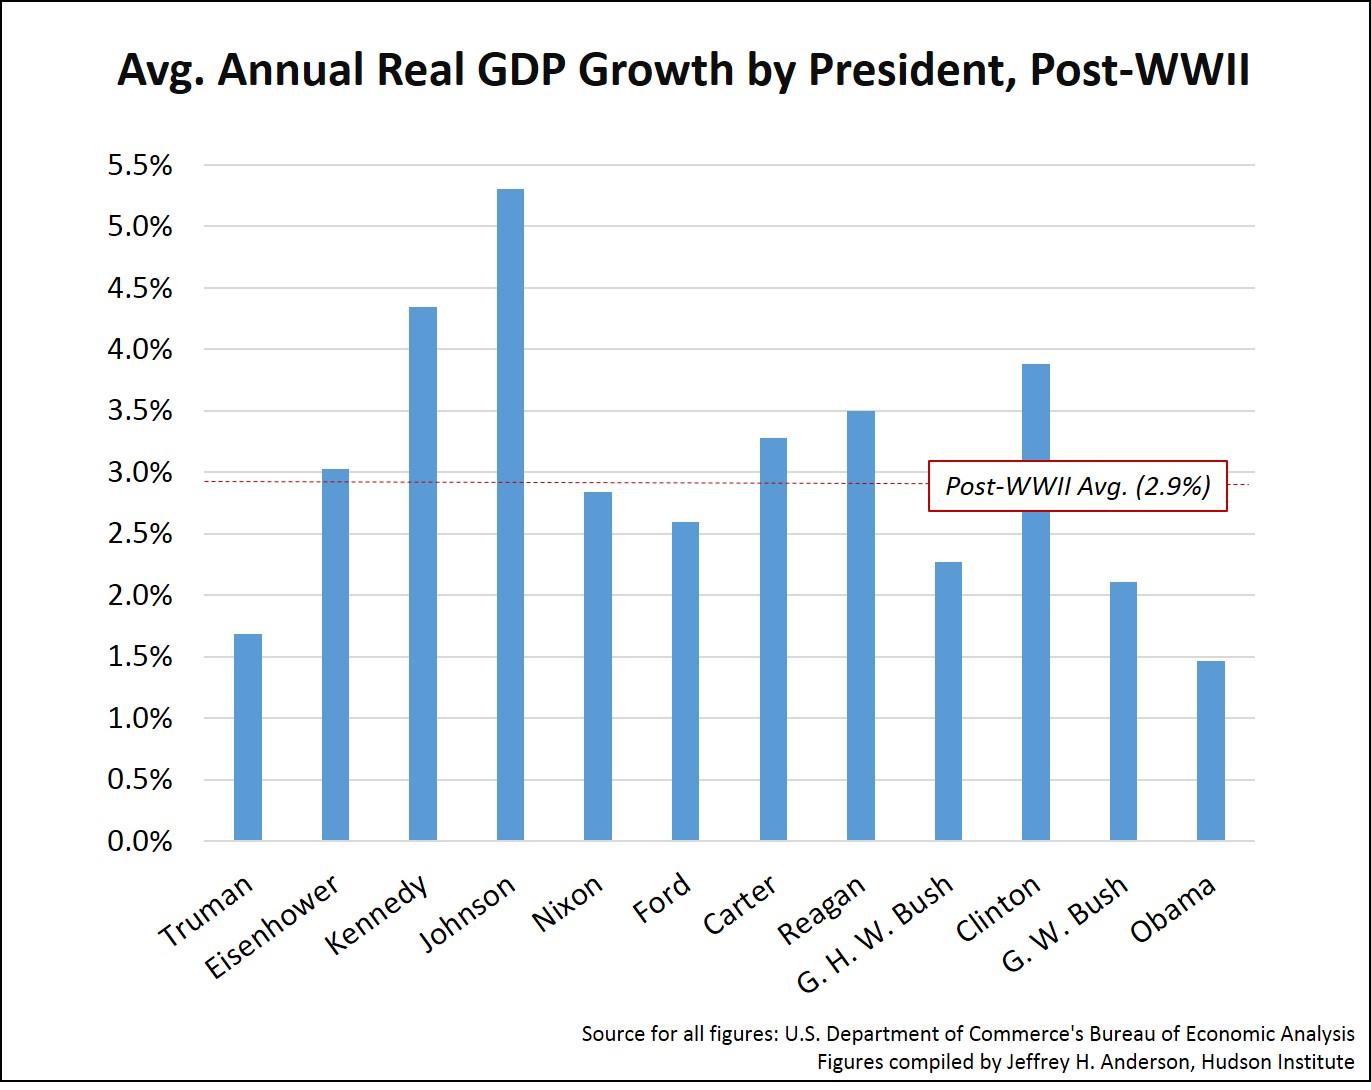 Avg. Annual Real GDP Growth by President, Post-WWII
5.5%
5.0%
4.5%
4.0%
3.5%
3.0%
2.5%
2.0%
1.5%
1.0%
0.5%
0.0%
Post-WWII Avg. (2.9%)
Truman
Eisenhower
Kennedy
Johnson
Nixon
Ford
Carter
Reagan
G. H. W. Bush
Clinton
G. W. Bush
Obama
Source for all figures: U.S. Department of Commerce's Bureau of Economic Analysis
Figures compiled by Jeffrey H. Anderson, Hudson Institute